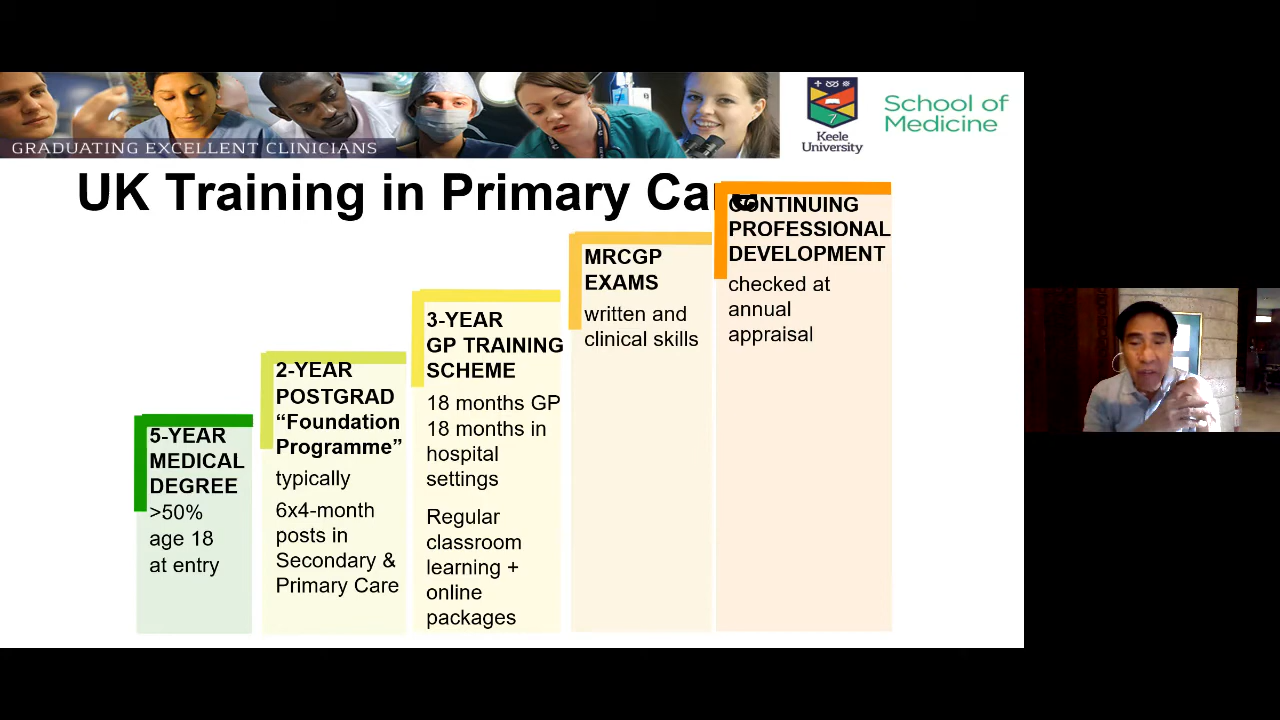 GRADUATING EXCELLENT CLINICIANS
Keele
University
School of
Medicine
UK Training in Primary Care
5-YEAR
MEDICAL
DEGREE
>50%
age 18
at entry
2-YEAR
POSTGRAD
“Foundation
Programme”
typically
6x4-month
posts in
Secondary &
Primary Care
3-YEAR
GP TRAINING
SCHEME
18 months GP
18 months in
hospital
settings
Regular
classroom
learning +
online
packages
MRCGP
EXAMS
written and
clinical skills
CONTINUING
PROFESSIONAL
DEVELOPMENT
checked at
annual
appraisal